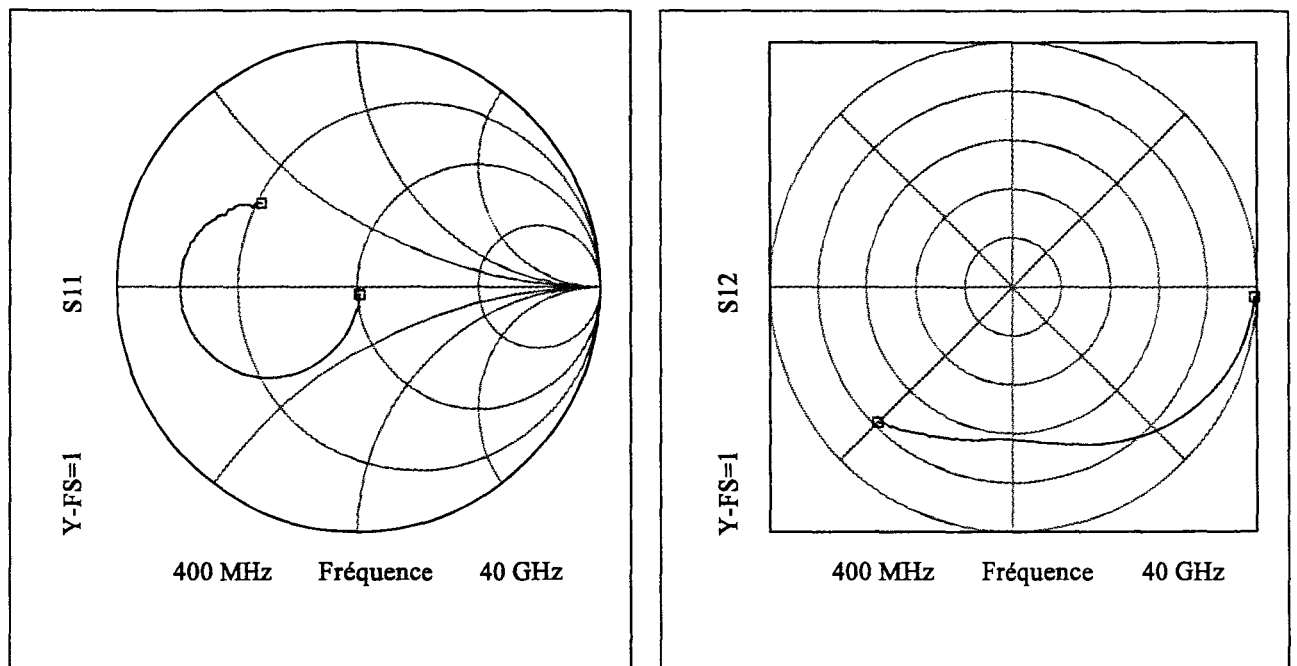 S11
Y-FS=1
400 MHz Fréquence 40 GHz
S12
Y-FS=1
400 MHz Fréquence 40 GHz